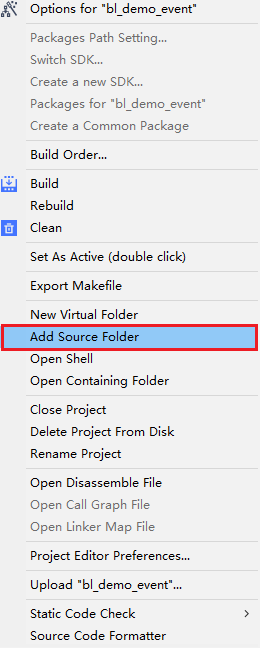 Options for "bl_demo_event"
Packages Path Setting...
Switch SDK...
Create a new SDK...
Packages for "bl_demo_event"
Create a Common Package
Build Order...
Build
Rebuild
Clean
Set As Active (double click)
Export Makefile
New Virtual Folder
Add Source Folder
Open Shell
Open Containing Folder
Close Project
Delete Project From Disk
Rename Project
Open Disassemble File
Open Call Graph File
Open Linker Map File
Project Editor Preferences...
Upload "bl_demo_event"...
Static Code Check
Source Code Formatter